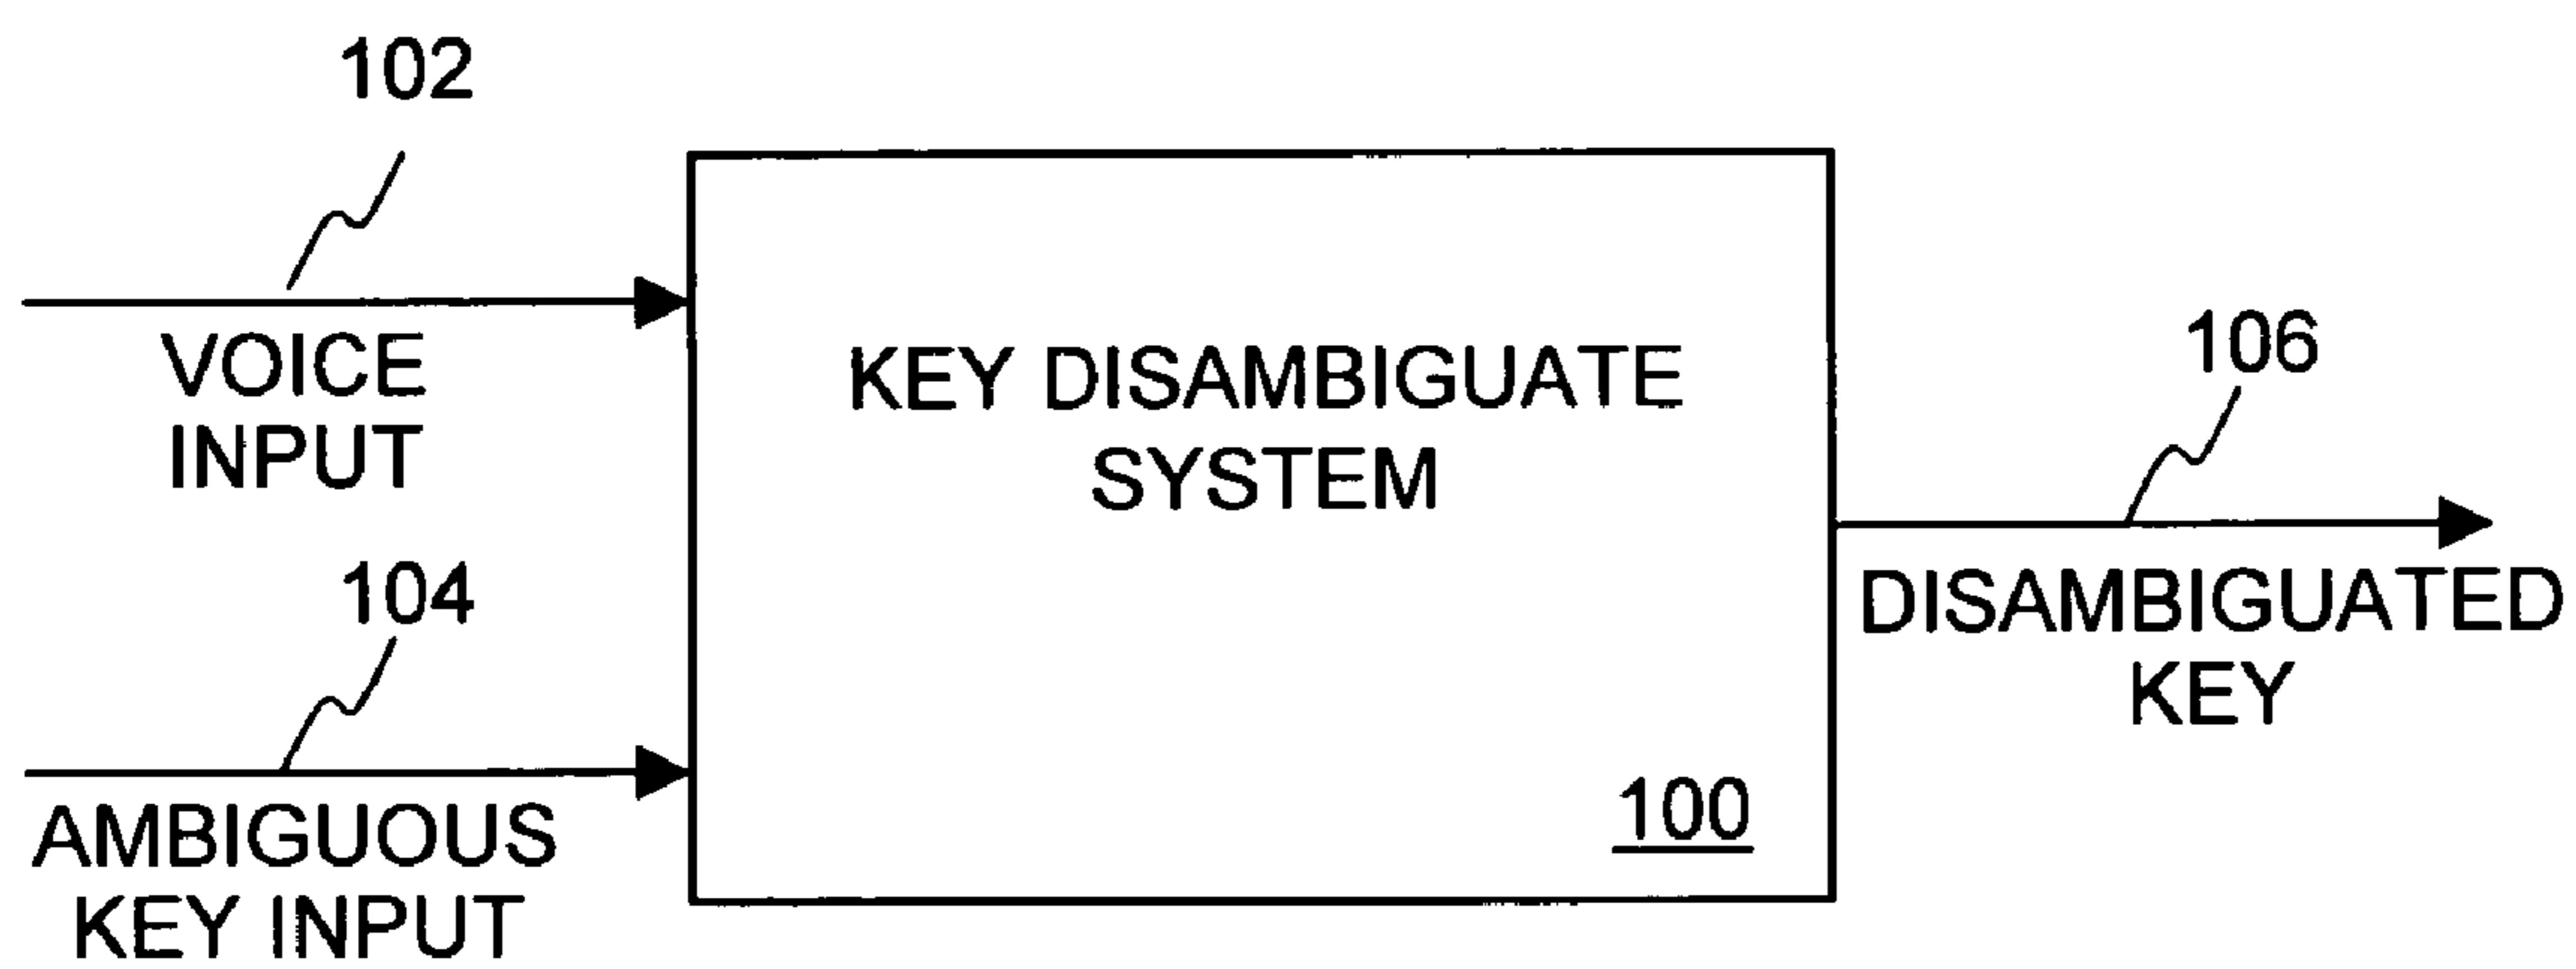 102
VOICE
INPUT
104
AMBIGUOUS
KEY INPUT
KEY DISAMBIGUATE
SYSTEM
100
106
DISAMBIGUATED
KEY